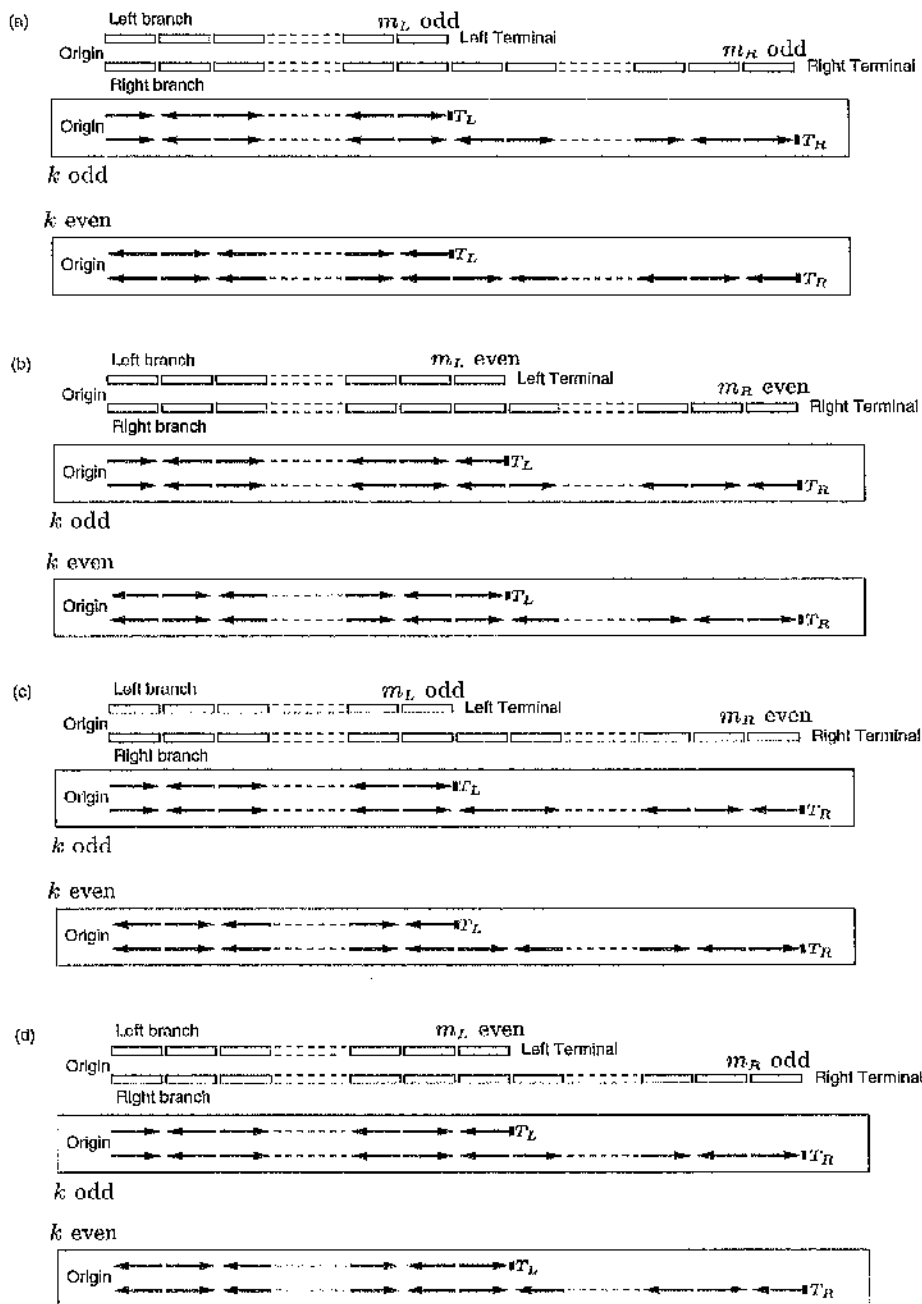 (a)
Left branch m_L odd
Left Terminal
Origin
m_R odd
Right Terminal
Right branch
T_L
Origin
T_R
k odd
k even
T_L
Origin
T_R
(b)
Left branch m_L even
Left Terminal
Origin
m_R even
Right Terminal
Right branch
T_L
Origin
T_R
k odd
k even
T_L
Origin
T_R
(c)
Left branch m_L odd
Left Terminal
Origin
m_R even
Right Terminal
Right branch
T_L
Origin
T_R
k odd
k even
T_L
Origin
T_R
(d)
Left branch m_L even
Left Terminal
Origin
m_R odd
Right Terminal
Right branch
T_L
Origin
T_R
k odd
k even
T_L
Origin
T_R